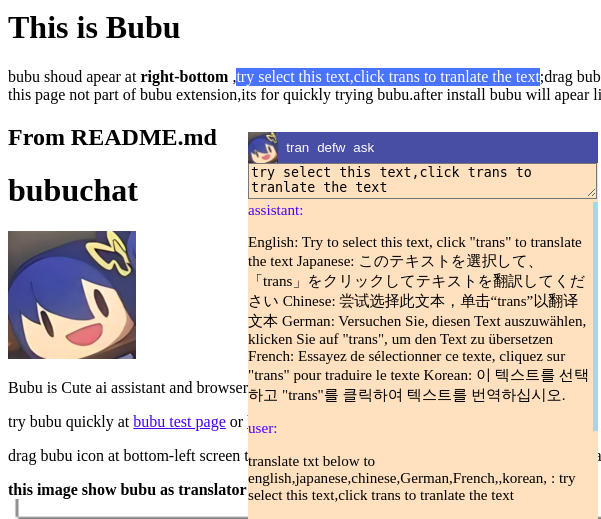 This is Bubu
bubu shoud apear at right-bottom ,try select this text,click trans to tranlate the text;drag bub
this page not part of bubu extension,its for quickly trying bubu.after install bubu will apear li
From README.md
bubuchat
Bubu is Cute ai assistant and browser
try bubu quickly at bubu test page or
drag bubu icon at bottom-left screen t
this image show bubu as translator
tran defw ask
try select this text,click trans to
tranlate the text
assistant:
English: Try to select this text, click "trans" to translate
the text Japanese: このテキストを選択して、
「trans」をクリックしてテキストを翻訳してくだ
さい Chinese: 尝试选择此文本，单击“trans”以翻译
文本 German: Versuchen Sie, diesen Text auszuwählen,
klicken Sie auf "trans", um den Text zu übersetzen
French: Essayez de sélectionner ce texte, cliquez sur
"trans" pour traduire le texte Korean: 이 텍스트를 선택
하고 "trans"를 클릭하여 텍스트를 번역하십시오.
user:
translate txt below to
english,japanese,chinese,German,French,,korean, : try
select this text,click trans to tranlate the text